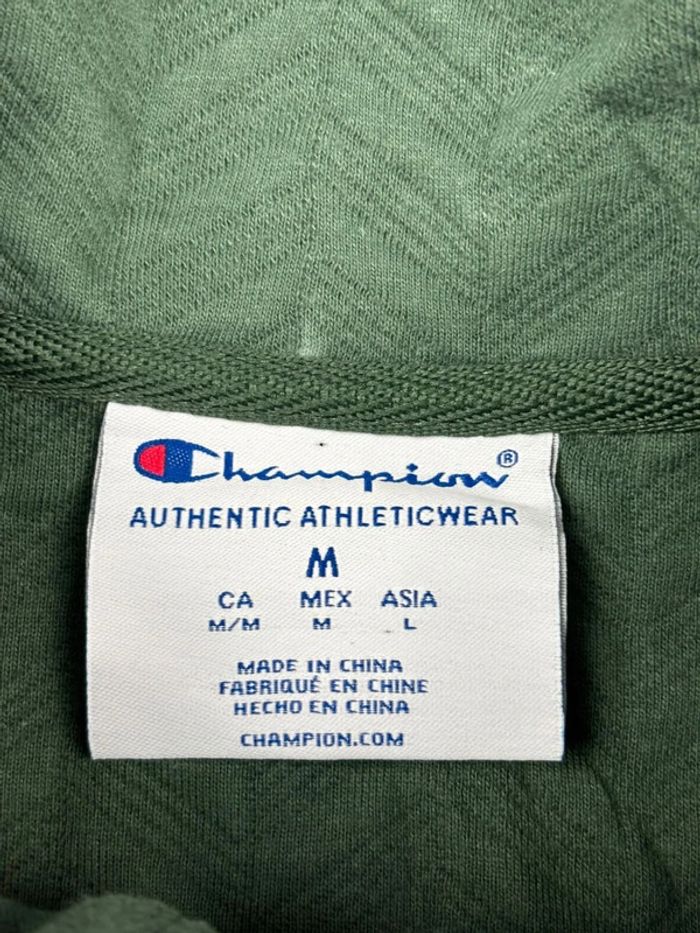 Champion®
AUTHENTIC ATHLETICWEAR
M
CA MEX ASIA
M/M M L
MADE IN CHINA
FABRIQUÉ EN CHINE
HECHO EN CHINA
CHAMPION.COM